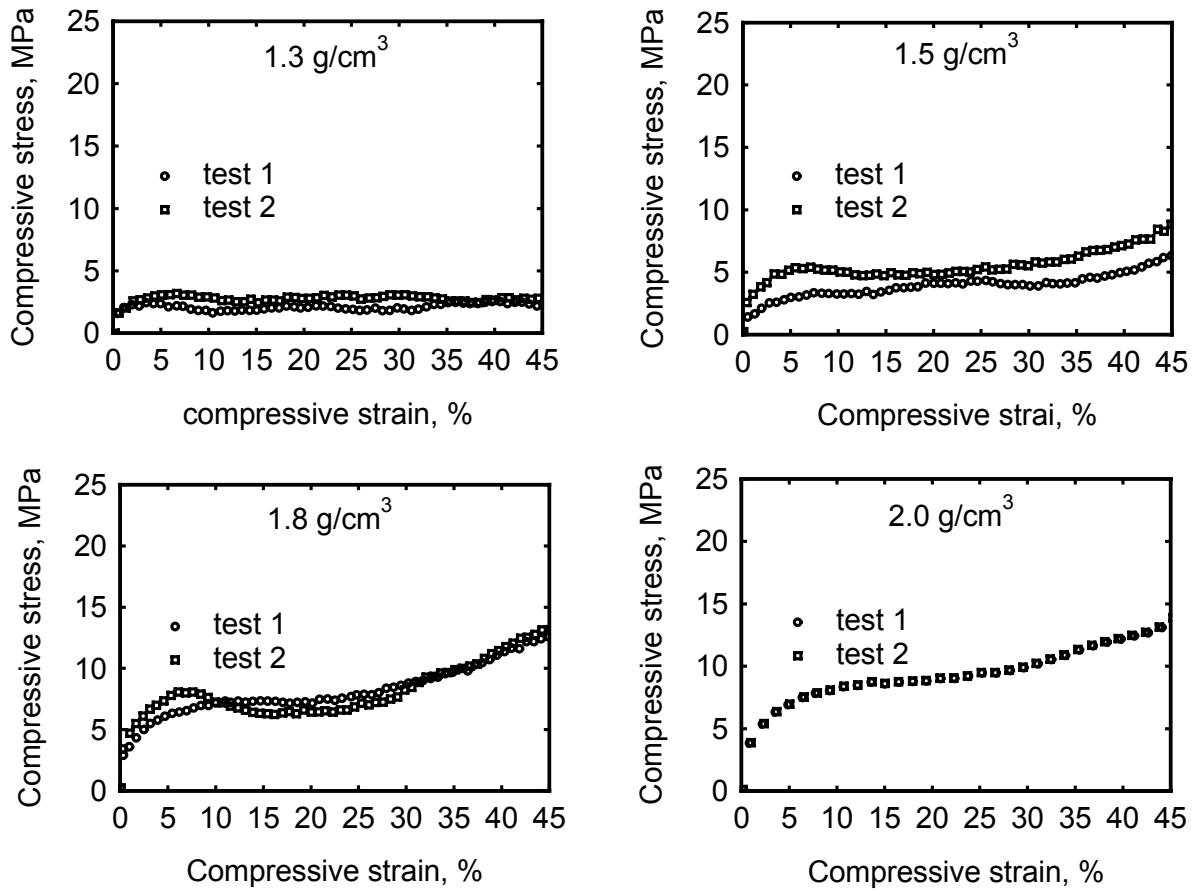 Compressive stress, MPa
25
20
15
10
5
0
1.3 g/cm³
test 1
test 2
0 5 10 15 20 25 30 35 40 45
compressive strain, %
Compressive stress, MPa
25
20
15
10
5
0
1.5 g/cm³
test 1
test 2
0 5 10 15 20 25 30 35 40 45
Compressive strai, %
Compressive stress, MPa
25
20
15
10
5
0
1.8 g/cm³
test 1
test 2
0 5 10 15 20 25 30 35 40 45
Compressive strain, %
Compressive stress, MPa
25
20
15
10
5
0
2.0 g/cm³
test 1
test 2
0 5 10 15 20 25 30 35 40 45
Compressive strain, %